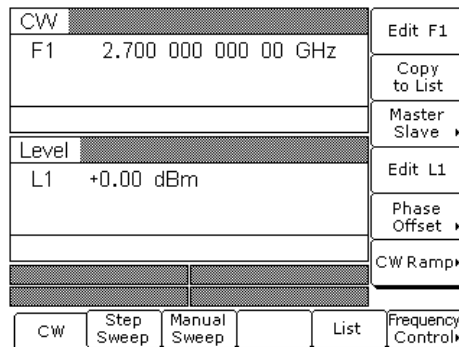 CW
F1 2.700 000 000 00 GHz
Level
L1 +0.00 dBm
Edit F1
Copy
to List
Master
Slave
Edit L1
Phase
Offset
CW Ramp
CW
Step
Sweep
Manual
Sweep
List
Frequency
Control